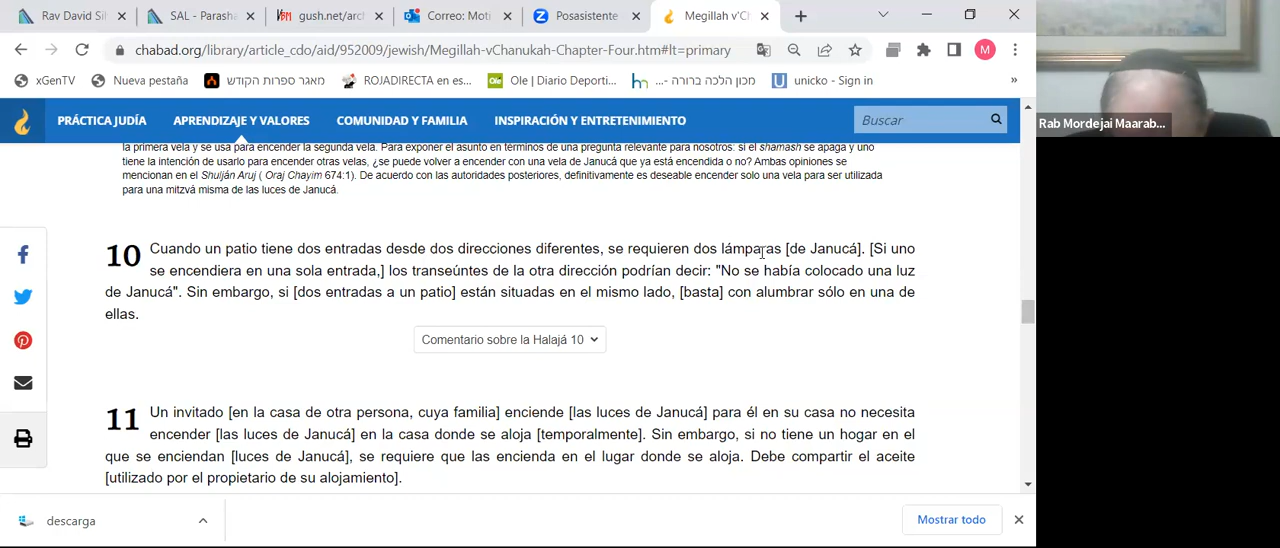 Rav David Sil
SAL - Parasha
gush.net/arc
Correo: Moti
Posasistente
Megillah v'C
chabad.org/library/article_cdo/aid/952009/jewish/Megillah-vChanukah-Chapter-Four.htm#lt=primary
M
xGenTV
Nueva pestaña
מאגר ספרות הקודש
ROJADIRECTA en es...
Ole | Diario Deporti...
מכון הלכה ברורה -...
unicko - Sign in
»
PRÁCTICA JUDÍA
APRENDIZAJE Y VALORES
COMUNIDAD Y FAMILIA
INSPIRACIÓN Y ENTRETENIMIENTO
Buscar
Rab Mordejai Maarab...
la primera vela y se usa para encender la segunda vela. Para exponer el asunto en términos de una pregunta relevante para nosotros: si el shamash se apaga y uno
tiene la intención de usarlo para encender otras velas, ¿se puede volver a encender con una vela de Janucá que ya está encendida o no? Ambas opiniones se
mencionan en el Shulján Aruj ( Oraj Chayim 674:1). De acuerdo con las autoridades posteriores, definitivamente es deseable encender solo una vela para ser utilizada
para una mitzvá misma de las luces de Janucá.
10 Cuando un patio tiene dos entradas desde dos direcciones diferentes, se requieren dos lámparas [de Janucá]. [Si uno
se encendiera en una sola entrada,] los transeúntes de la otra dirección podrían decir: "No se había colocado una luz
de Janucá". Sin embargo, si [dos entradas a un patio] están situadas en el mismo lado, [basta] con alumbrar sólo en una de
ellas.
Comentario sobre la Halajá 10
11 Un invitado [en la casa de otra persona, cuya familia] enciende [las luces de Janucá] para él en su casa no necesita
encender [las luces de Janucá] en la casa donde se aloja [temporalmente]. Sin embargo, si no tiene un hogar en el
que se enciendan [luces de Janucá], se requiere que las encienda en el lugar donde se aloja. Debe compartir el aceite
[utilizado por el propietario de su alojamiento].
descarga
Mostrar todo